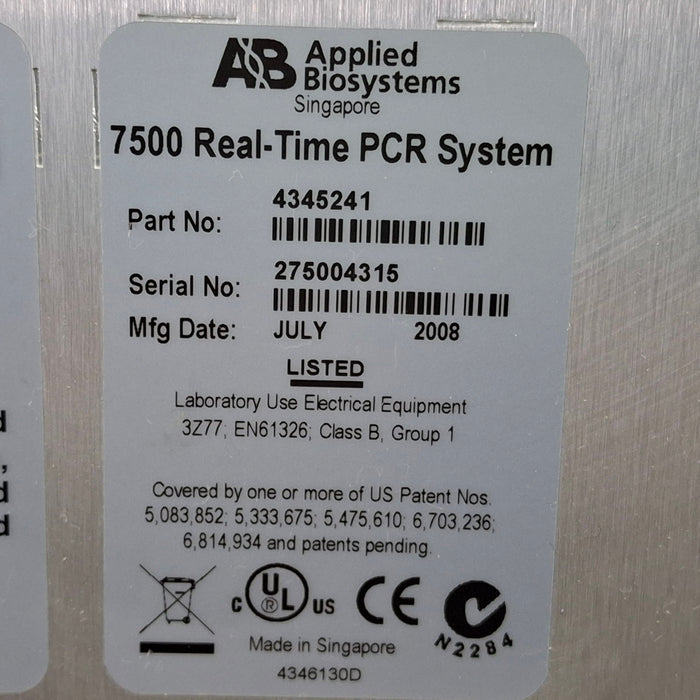 AB Applied
Biosystems
Singapore
7500 Real-Time PCR System
4345241
Part No:
275004315
Serial No:
Mfg Date: JULY 2008
LISTED
Laboratory Use Electrical Equipment
3Z77; EN61326; Class B, Group 1
Covered by one or more of US Patent Nos.
5,083,852; 5,333,675; 5,475,610; 6,703,236;
6,814,934 and patents pending.
C UL ® US CE N2284
Made in Singapore
4346130D
d
,
d
d